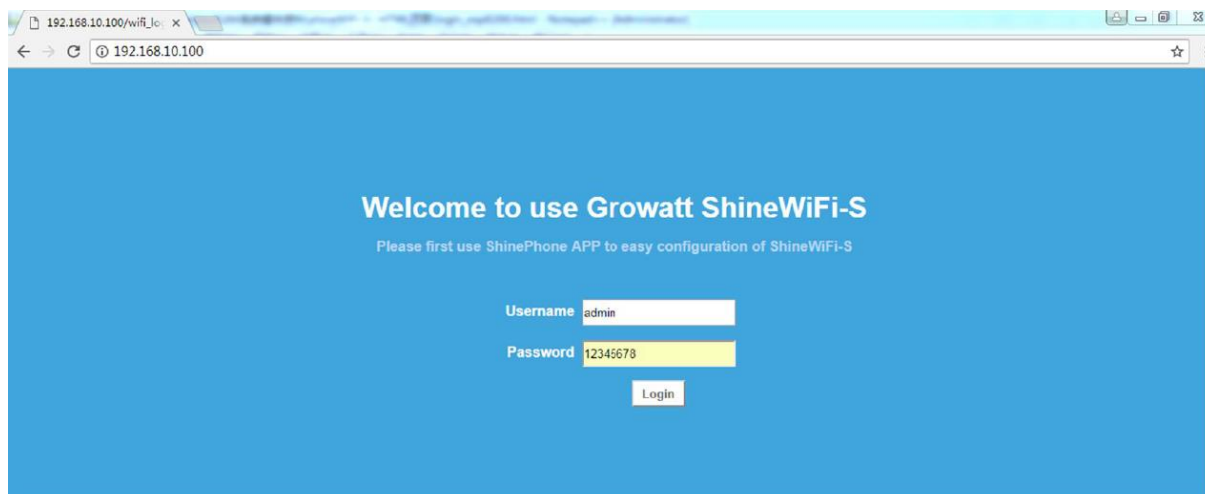 192.168.10.100/wifi_lo
192.168.10.100
Welcome to use Growatt ShineWiFi-S
Please first use ShinePhone APP to easy configuration of ShineWiFi-S
Username admin
Password 12345678
Login